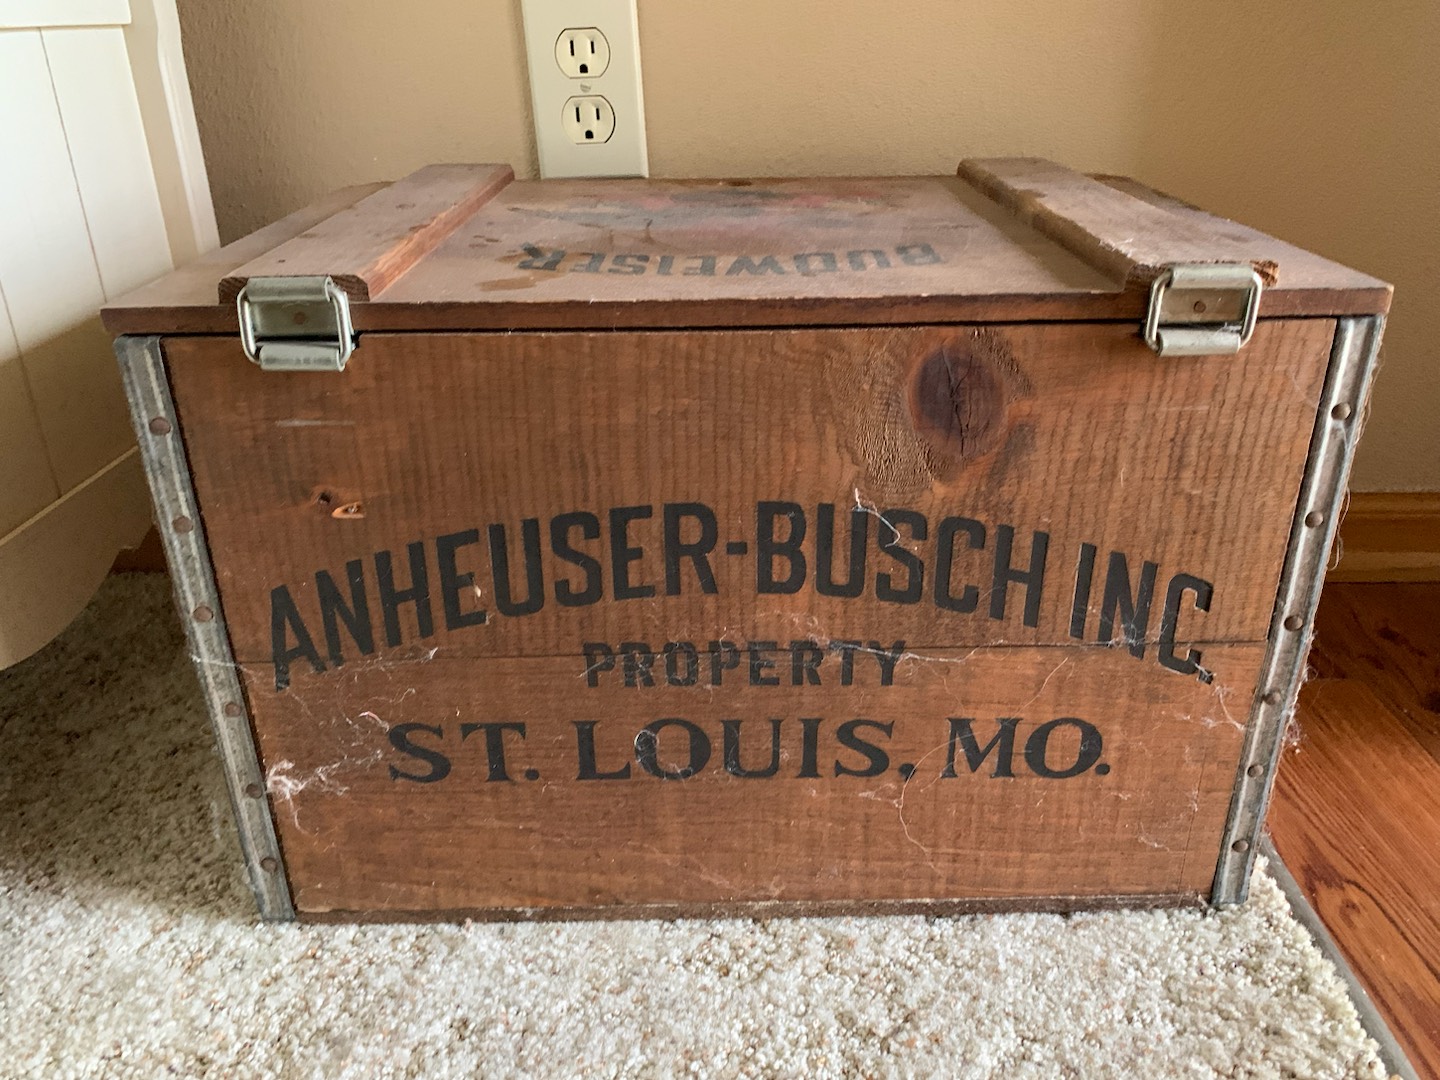 BUDWEISER
ANHEUSER-BUSCH INC.
PROPERTY
ST. LOUIS, MO.